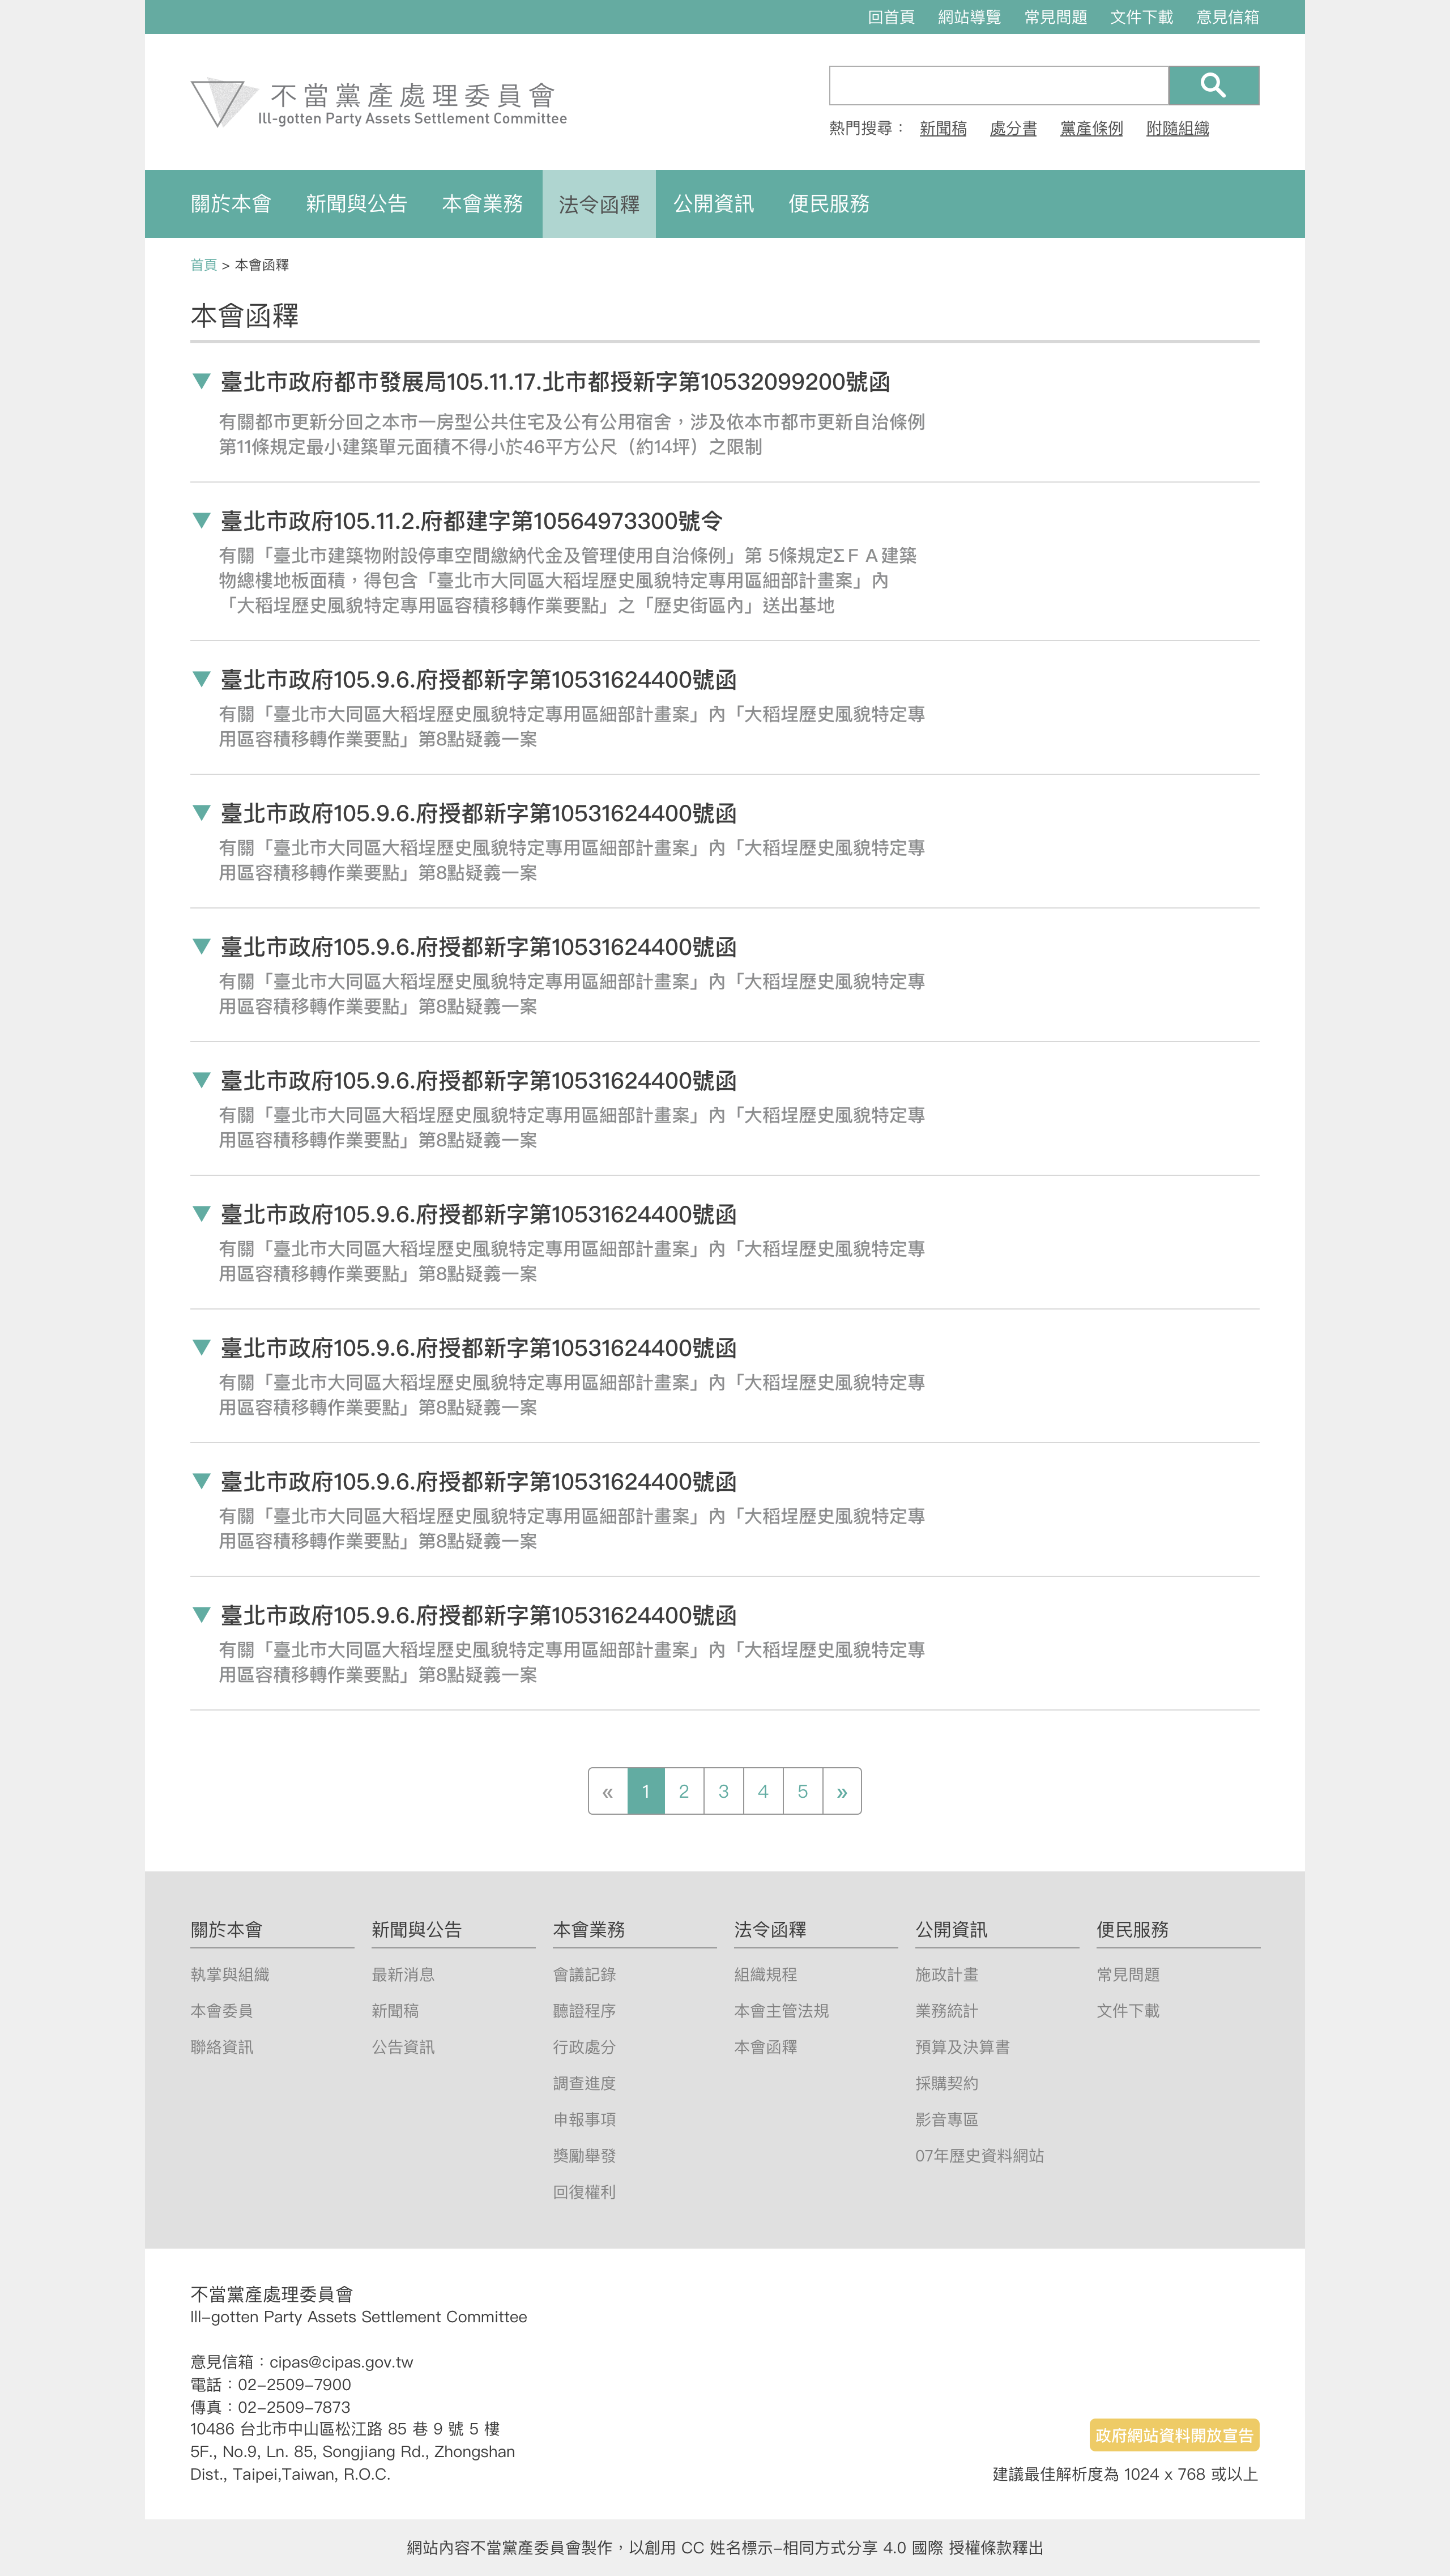 回首頁 網站導覽 常見問題 文件下載 意見信箱
不當黨產處理委員會
Ill-gotten Party Assets Settlement Committee
熱門搜尋： 新聞稿 處分書 黨產條例 附隨組織
關於本會 新聞與公告 本會業務 法令函釋 公開資訊 便民服務
首頁 > 本會函釋
本會函釋
▼ 臺北市政府都市發展局105.11.17.北市都授新字第10532099200號函
有關都市更新分回之本市一房型公共住宅及公有公用宿舍，涉及依本市都市更新自治條例
第11條規定最小建築單元面積不得小於46平方公尺（約14坪）之限制
▼ 臺北市政府105.11.2.府都建字第10564973300號令
有關「臺北市建築物附設停車空間繳納代金及管理使用自治條例」第 5條規定ΣＦＡ建築
物總樓地板面積，得包含「臺北市大同區大稻埕歷史風貌特定專用區細部計畫案」內
「大稻埕歷史風貌特定專用區容積移轉作業要點」之「歷史街區內」送出基地
▼ 臺北市政府105.9.6.府授都新字第10531624400號函
有關「臺北市大同區大稻埕歷史風貌特定專用區細部計畫案」內「大稻埕歷史風貌特定專
用區容積移轉作業要點」第8點疑義一案
▼ 臺北市政府105.9.6.府授都新字第10531624400號函
有關「臺北市大同區大稻埕歷史風貌特定專用區細部計畫案」內「大稻埕歷史風貌特定專
用區容積移轉作業要點」第8點疑義一案
▼ 臺北市政府105.9.6.府授都新字第10531624400號函
有關「臺北市大同區大稻埕歷史風貌特定專用區細部計畫案」內「大稻埕歷史風貌特定專
用區容積移轉作業要點」第8點疑義一案
▼ 臺北市政府105.9.6.府授都新字第10531624400號函
有關「臺北市大同區大稻埕歷史風貌特定專用區細部計畫案」內「大稻埕歷史風貌特定專
用區容積移轉作業要點」第8點疑義一案
▼ 臺北市政府105.9.6.府授都新字第10531624400號函
有關「臺北市大同區大稻埕歷史風貌特定專用區細部計畫案」內「大稻埕歷史風貌特定專
用區容積移轉作業要點」第8點疑義一案
▼ 臺北市政府105.9.6.府授都新字第10531624400號函
有關「臺北市大同區大稻埕歷史風貌特定專用區細部計畫案」內「大稻埕歷史風貌特定專
用區容積移轉作業要點」第8點疑義一案
▼ 臺北市政府105.9.6.府授都新字第10531624400號函
有關「臺北市大同區大稻埕歷史風貌特定專用區細部計畫案」內「大稻埕歷史風貌特定專
用區容積移轉作業要點」第8點疑義一案
▼ 臺北市政府105.9.6.府授都新字第10531624400號函
有關「臺北市大同區大稻埕歷史風貌特定專用區細部計畫案」內「大稻埕歷史風貌特定專
用區容積移轉作業要點」第8點疑義一案
« 1 2 3 4 5 »
關於本會
執掌與組織
本會委員
聯絡資訊
新聞與公告
最新消息
新聞稿
公告資訊
本會業務
會議記錄
聽證程序
行政處分
調查進度
申報事項
獎勵舉發
回復權利
法令函釋
組織規程
本會主管法規
本會函釋
公開資訊
施政計畫
業務統計
預算及決算書
採購契約
影音專區
07年歷史資料網站
便民服務
常見問題
文件下載
不當黨產處理委員會
Ill-gotten Party Assets Settlement Committee
意見信箱：cipas@cipas.gov.tw
電話：02-2509-7900
傳真：02-2509-7873
10486 台北市中山區松江路 85 巷 9 號 5 樓
5F., No.9, Ln. 85, Songjiang Rd., Zhongshan
Dist., Taipei,Taiwan, R.O.C.
政府網站資料開放宣告
建議最佳解析度為 1024 x 768 或以上
網站內容不當黨產委員會製作，以創用 CC 姓名標示-相同方式分享 4.0 國際 授權條款釋出